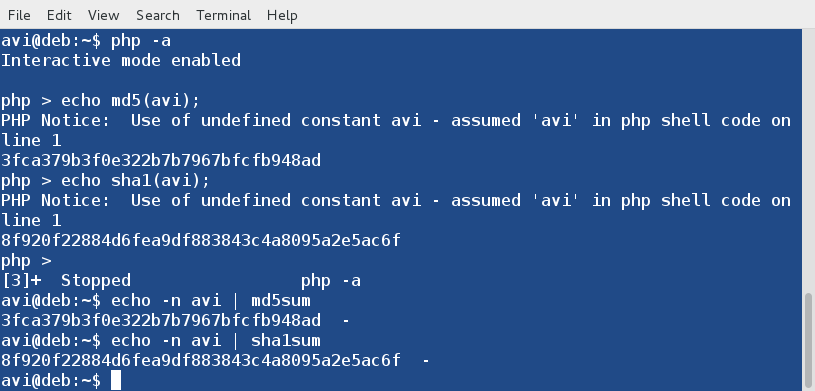 File Edit View Search Terminal Help
avi@deb:~$ php -a
Interactive mode enabled
php > echo md5(avi);
PHP Notice:  Use of undefined constant avi - assumed 'avi' in php shell code on
line 1
3fca379b3f0e322b7b7967bfcfb948ad
php > echo sha1(avi);
PHP Notice:  Use of undefined constant avi - assumed 'avi' in php shell code on
line 1
8f920f22884d6fea9df883843c4a8095a2e5ac6f
php >
[3]+  Stopped                 php -a
avi@deb:~$ echo -n avi | md5sum
3fca379b3f0e322b7b7967bfcfb948ad  -
avi@deb:~$ echo -n avi | sha1sum
8f920f22884d6fea9df883843c4a8095a2e5ac6f  -
avi@deb:~$